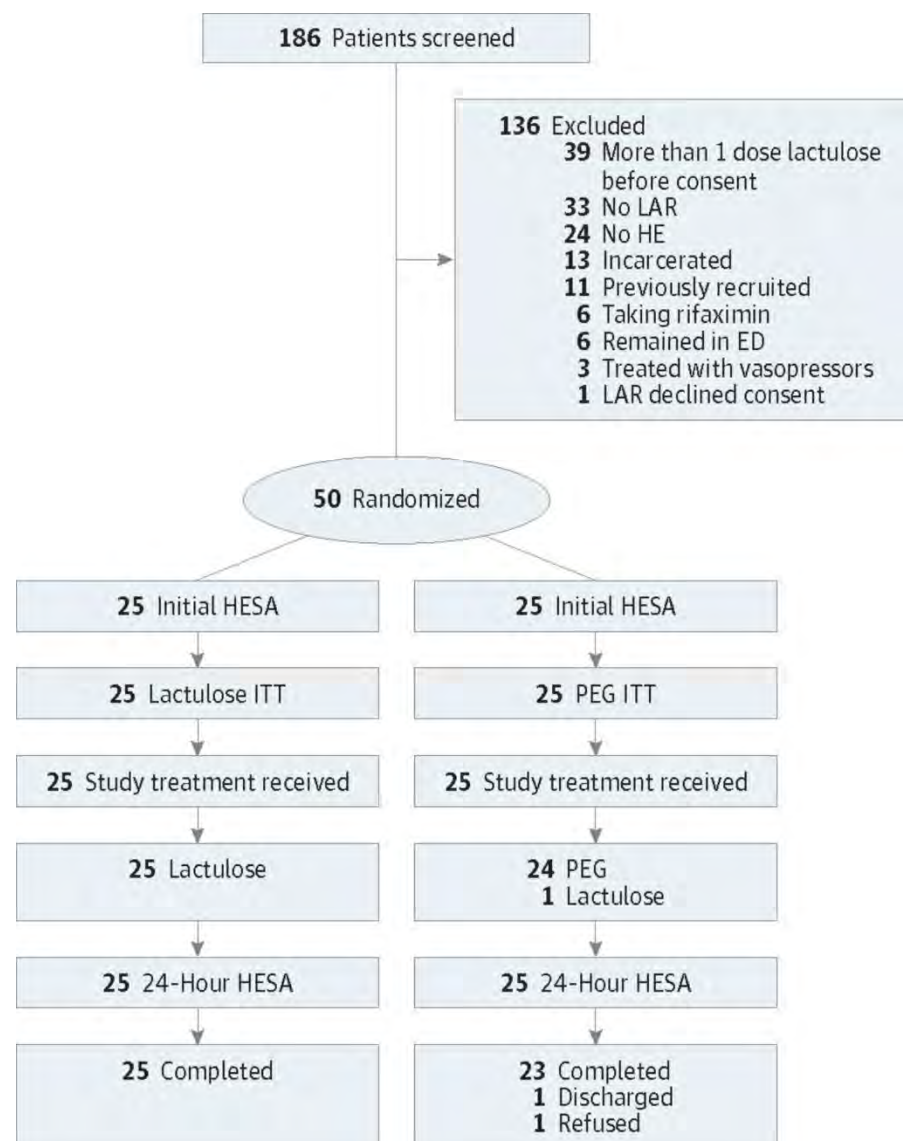 186 Patients screened
136 Excluded
39 More than 1 dose lactulose
before consent
33 No LAR
24 No HE
13 Incarcerated
11 Previously recruited
6 Taking rifaximin
6 Remained in ED
3 Treated with vasopressors
1 LAR declined consent
50 Randomized
25 Initial HESA
25 Initial HESA
25 Lactulose ITT
25 PEG ITT
25 Study treatment received
25 Study treatment received
25 Lactulose
24 PEG
1 Lactulose
25 24-Hour HESA
25 24-Hour HESA
25 Completed
23 Completed
1 Discharged
1 Refused